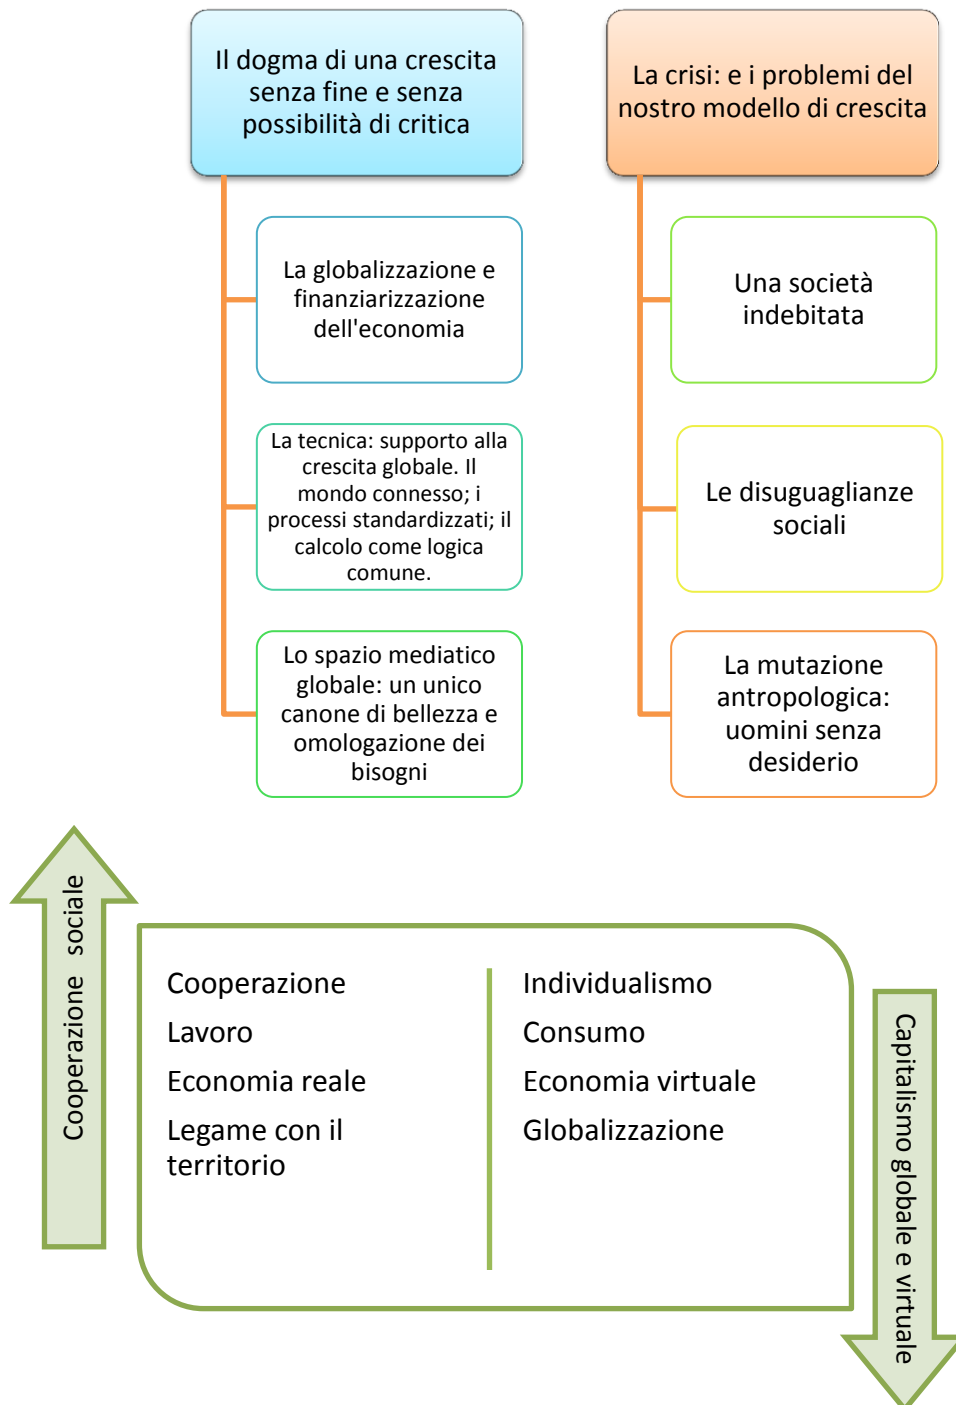 Il dogma di una crescita
senza fine e senza
possibilità di critica
La globalizzazione e
finanziarizzazione
dell'economia
La tecnica: supporto alla
crescita globale. Il
mondo connesso; i
processi standardizzati; il
calcolo come logica
comune.
Lo spazio mediatico
globale: un unico
canone di bellezza e
omologazione dei
bisogni
La crisi: e i problemi del
nostro modello di crescita
Una società
indebitata
Le disuguaglianze
sociali
La mutazione
antropologica:
uomini senza
desiderio
Cooperazione sociale
Cooperazione
Lavoro
Economia reale
Legame con il
territorio
Individualismo
Consumo
Economia virtuale
Globalizzazione
Capitalismo globale e virtuale